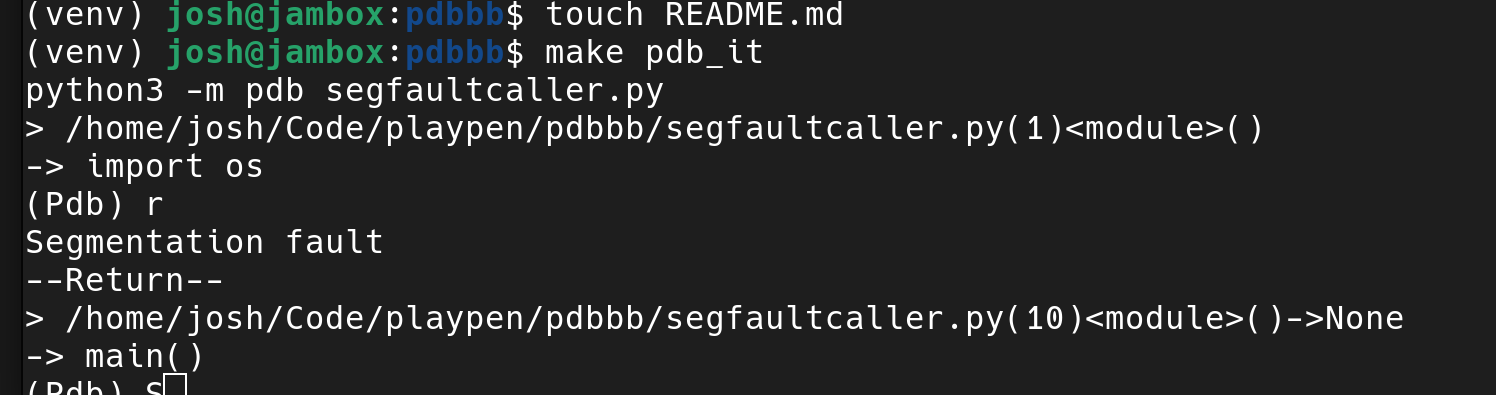 (venv) josh@jambox:pdbbb$ touch README.md
(venv) josh@jambox:pdbbb$ make pdb_it
python3 -m pdb segfaultcaller.py
> /home/josh/Code/playpen/pdbbb/segfaultcaller.py(1)<module>()
-> import os
(Pdb) r
Segmentation fault
--Return--
> /home/josh/Code/playpen/pdbbb/segfaultcaller.py(10)<module>()->None
-> main()
(Pdb) S